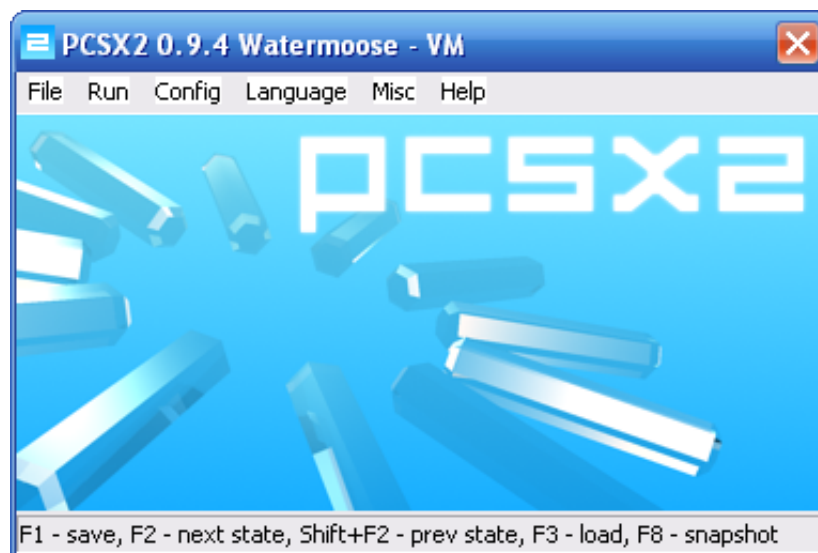 PCSX2 0.9.4 Watermoose - VM
File Run Config Language Misc Help
pcsx2
F1 - save, F2 - next state, Shift+F2 - prev state, F3 - load, F8 - snapshot